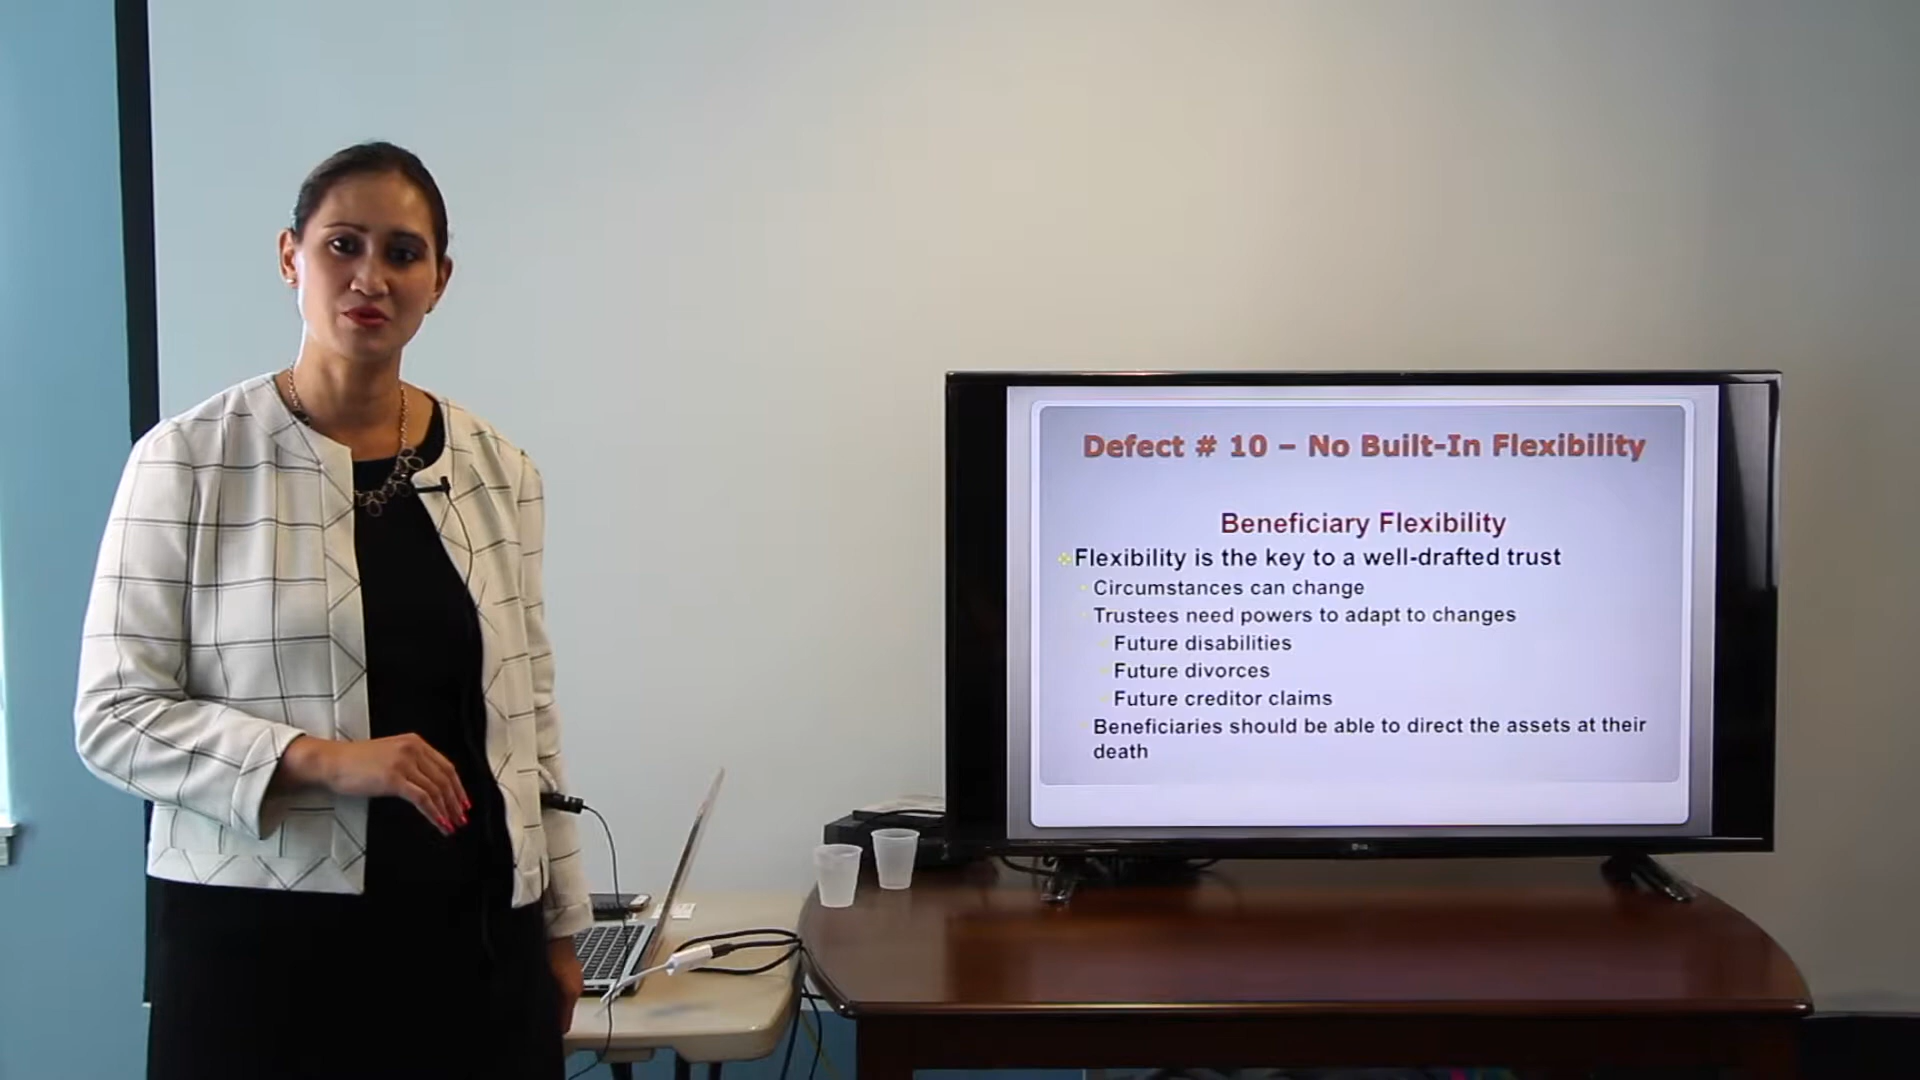 Defect # 10 – No Built-In Flexibility
Beneficiary Flexibility
Flexibility is the key to a well-drafted trust
Circumstances can change
Trustees need powers to adapt to changes
Future disabilities
Future divorces
Future creditor claims
Beneficiaries should be able to direct the assets at their
death
LG